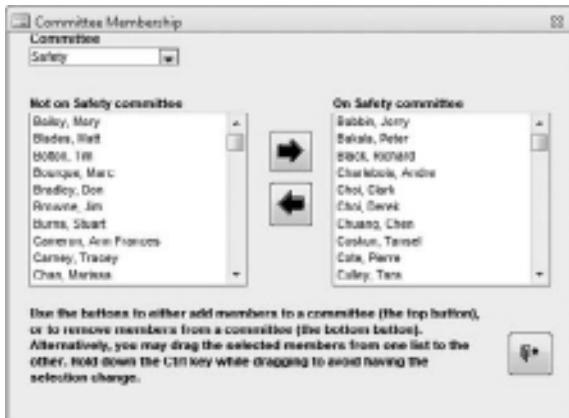 Committee Membership
Committee
Safety
Not on Safety committee
On Safety committee
Bailey, Mary
Blades, Matt
Bolton, Tim
Bourque, Marc
Bradley, Don
Browne, Jim
Burns, Stuart
Cameron, Ann Frances
Carney, Tracey
Chan, Marissa
Babbin, Jerry
Bakala, Peter
Black, Richard
Charlebois, Andre
Choi, Clark
Choi, Derek
Chuang, Chen
Coskun, Tansel
Cote, Pierre
Culley, Tara
Use the buttons to either add members to a committee (the top button),
or to remove members from a committee (the bottom button).
Alternatively, you may drag the selected members from one list to the
other. Hold down the Ctrl key while dragging to avoid having the
selection change.